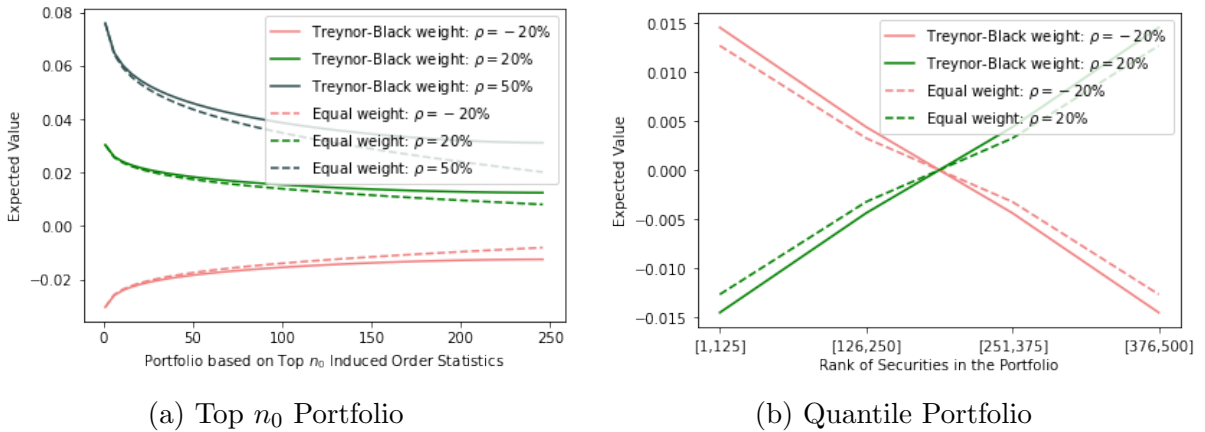 0.08
0.06
0.04
0.02
0.00
−0.02
Expected Value
Treynor-Black weight: ρ = −20%
Treynor-Black weight: ρ = 20%
Treynor-Black weight: ρ = 50%
Equal weight: ρ = −20%
Equal weight: ρ = 20%
Equal weight: ρ = 50%
0 50 100 150 200 250
Portfolio based on Top n₀ Induced Order Statistics
(a) Top n₀ Portfolio
0.015
0.010
0.005
0.000
−0.005
−0.010
−0.015
Expected Value
Treynor-Black weight: ρ = −20%
Treynor-Black weight: ρ = 20%
Equal weight: ρ = −20%
Equal weight: ρ = 20%
[1,125] [126,250] [251,375] [376,500]
Rank of Securities in the Portfolio
(b) Quantile Portfolio